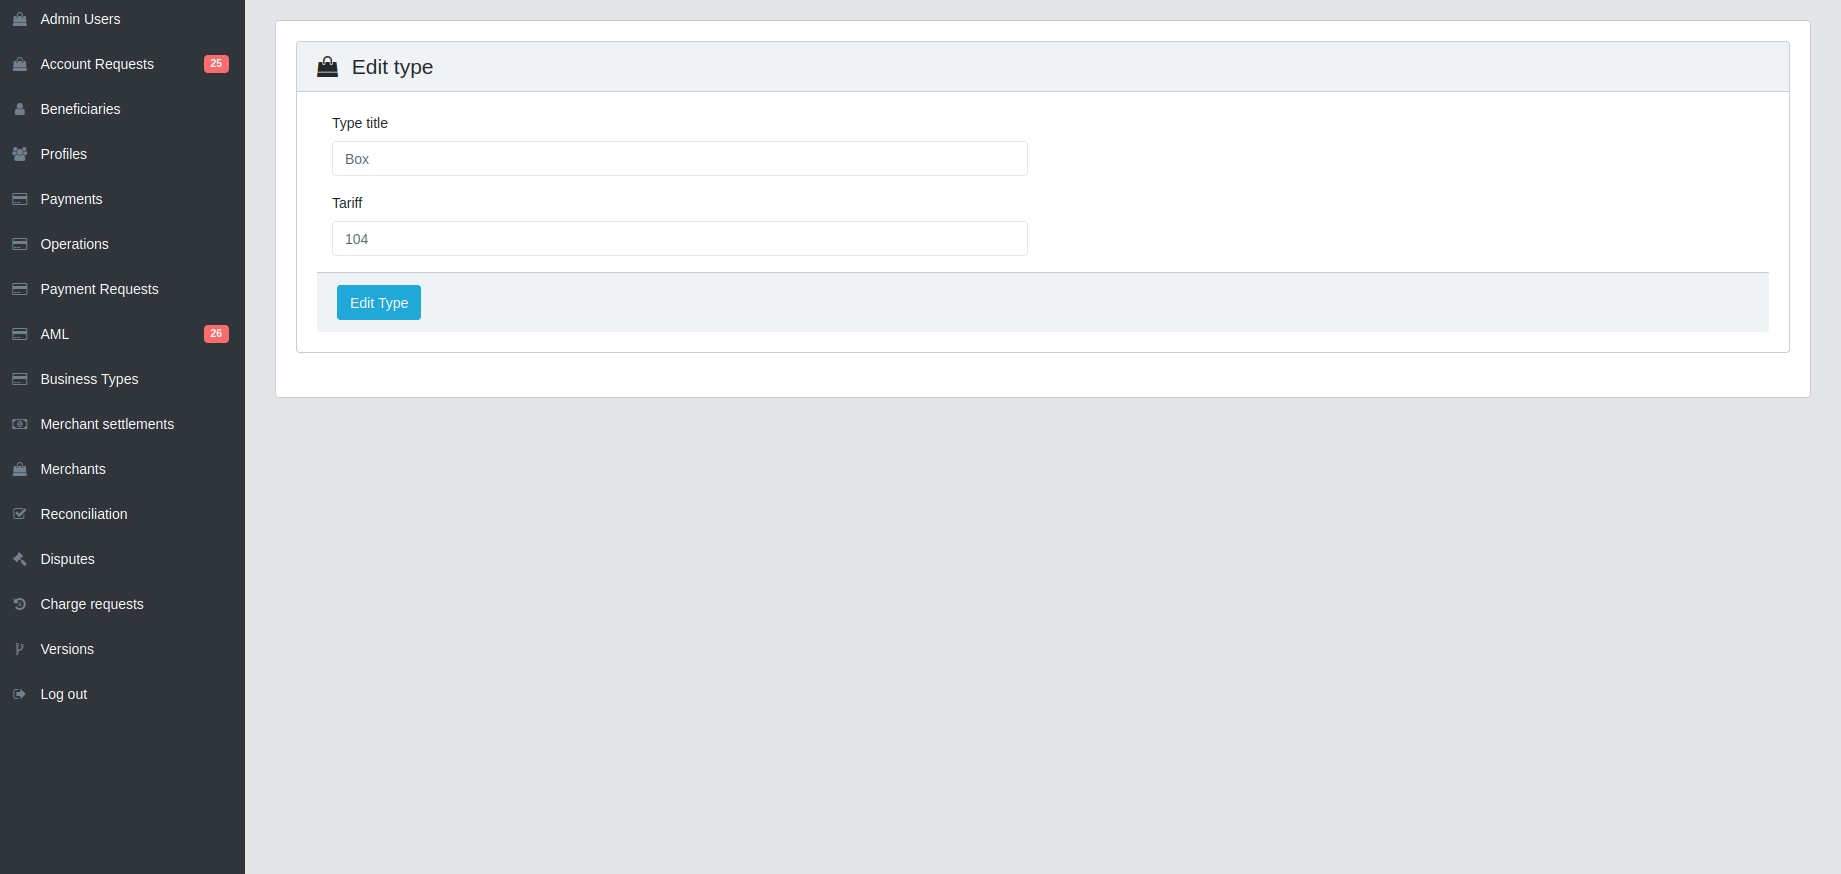 Admin Users
Account Requests 25
Beneficiaries
Profiles
Payments
Operations
Payment Requests
AML 26
Business Types
Merchant settlements
Merchants
Reconciliation
Disputes
Charge requests
Versions
Log out
Edit type
Type title
Box
Tariff
104
Edit Type